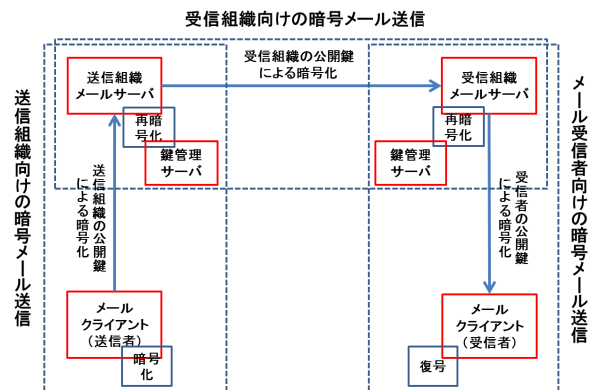 受信組織向けの暗号メール送信
受信組織の公開鍵
による暗号化
送信組織
メールサーバ
再暗
号化
鍵管理
サーバ
受信組織
メールサーバ
再暗
号化
鍵管理
サーバ
送信組織向けの暗号メール送信
送信組織の公開鍵
による暗号化
受信者の公開鍵
による暗号化
メール受信者向けの暗号メール送信
メール
クライアント
(送信者)
暗号
化
メール
クライアント
(受信者)
復号